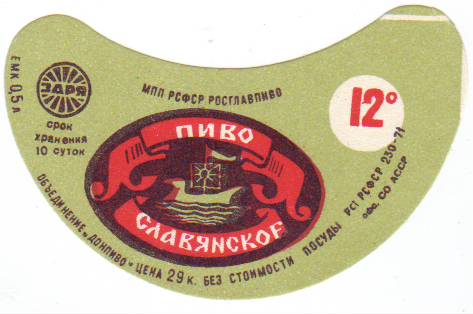 ЕМК 0,5 Л
ЗАРЯ
срок
хранения
10 суток
МПП РСФСР РОСГЛАВПИВО
12°
ПИВО
СЛАВЯНСКОЕ
ОБЪЕДИНЕНИЕ „ДОНПИВО" ЦЕНА 29 К. БЕЗ СТОИМОСТИ ПОСУДЫ РСТ РСФСР 230-71
СО АССР